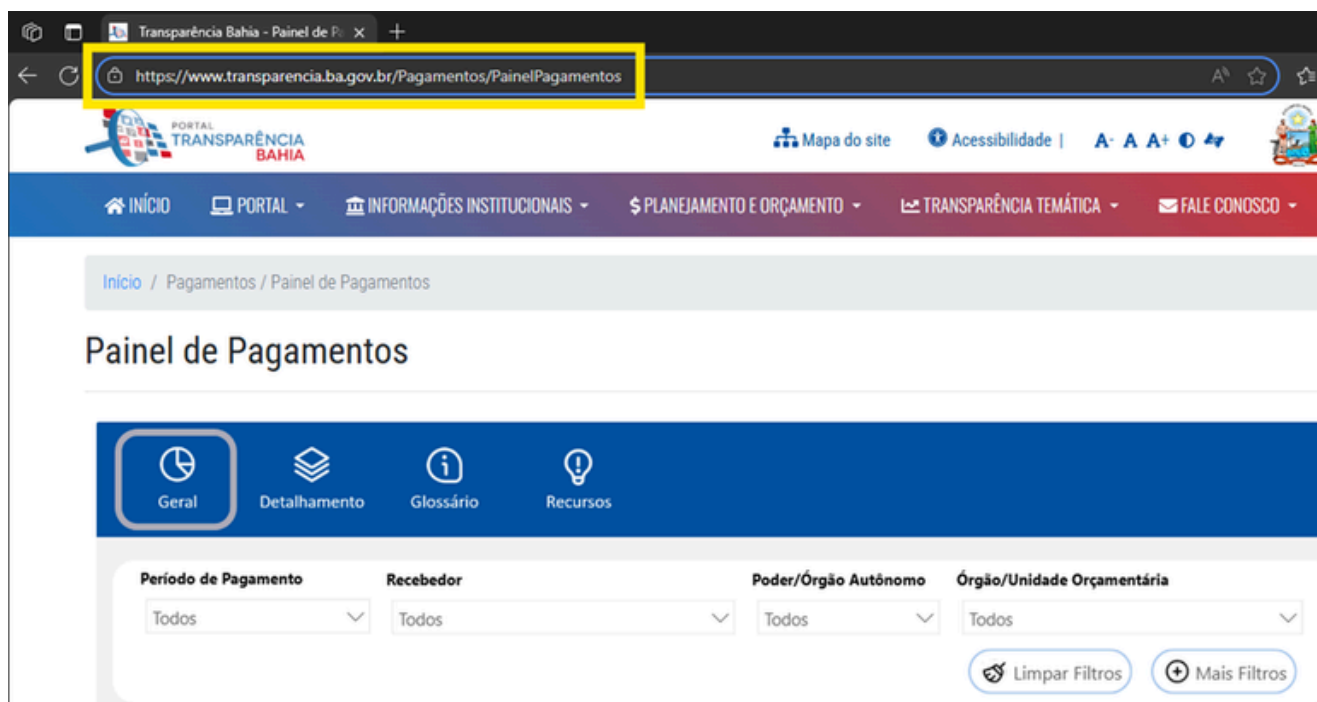 Transparência Bahia - Painel de Pa
https://www.transparencia.ba.gov.br/Pagamentos/PainelPagamentos
PORTAL
TRANSPARÊNCIA
BAHIA
Mapa do site Acessibilidade | A- A A+
INÍCIO PORTAL INFORMAÇÕES INSTITUCIONAIS $ PLANEJAMENTO E ORÇAMENTO TRANSPARÊNCIA TEMÁTICA FALE CONOSCO
Início / Pagamentos / Painel de Pagamentos
Painel de Pagamentos
Geral Detalhamento Glossário Recursos
Período de Pagamento Recebedor Poder/Órgão Autônomo Órgão/Unidade Orçamentária
Todos Todos Todos Todos
Limpar Filtros Mais Filtros